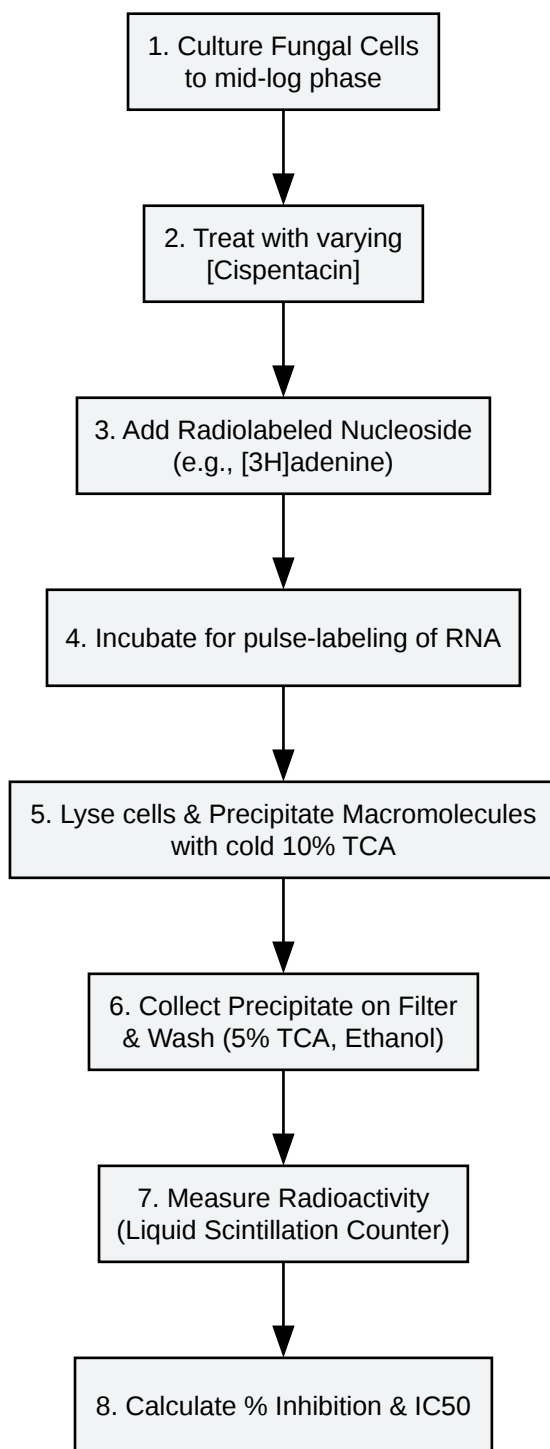 1. Culture Fungal Cells
to mid-log phase
2. Treat with varying
[Cispentacin]
3. Add Radiolabeled Nucleoside
(e.g., [3H]adenine)
4. Incubate for pulse-labeling of RNA
5. Lyse cells & Precipitate Macromolecules
with cold 10% TCA
6. Collect Precipitate on Filter
& Wash (5% TCA, Ethanol)
7. Measure Radioactivity
(Liquid Scintillation Counter)
8. Calculate % Inhibition & IC50